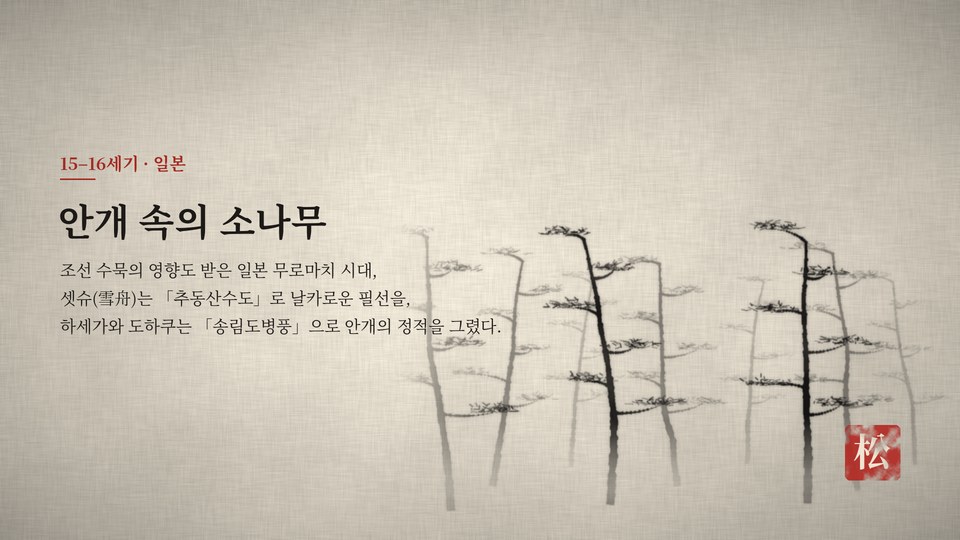 15–16세기 · 일본
안개 속의 소나무
조선 수묵의 영향도 받은 일본 무로마치 시대,
셋슈(雪舟)는 「추동산수도」로 날카로운 필선을,
하세가와 도하쿠는 「송림도병풍」으로 안개의 정적을 그렸다.
松